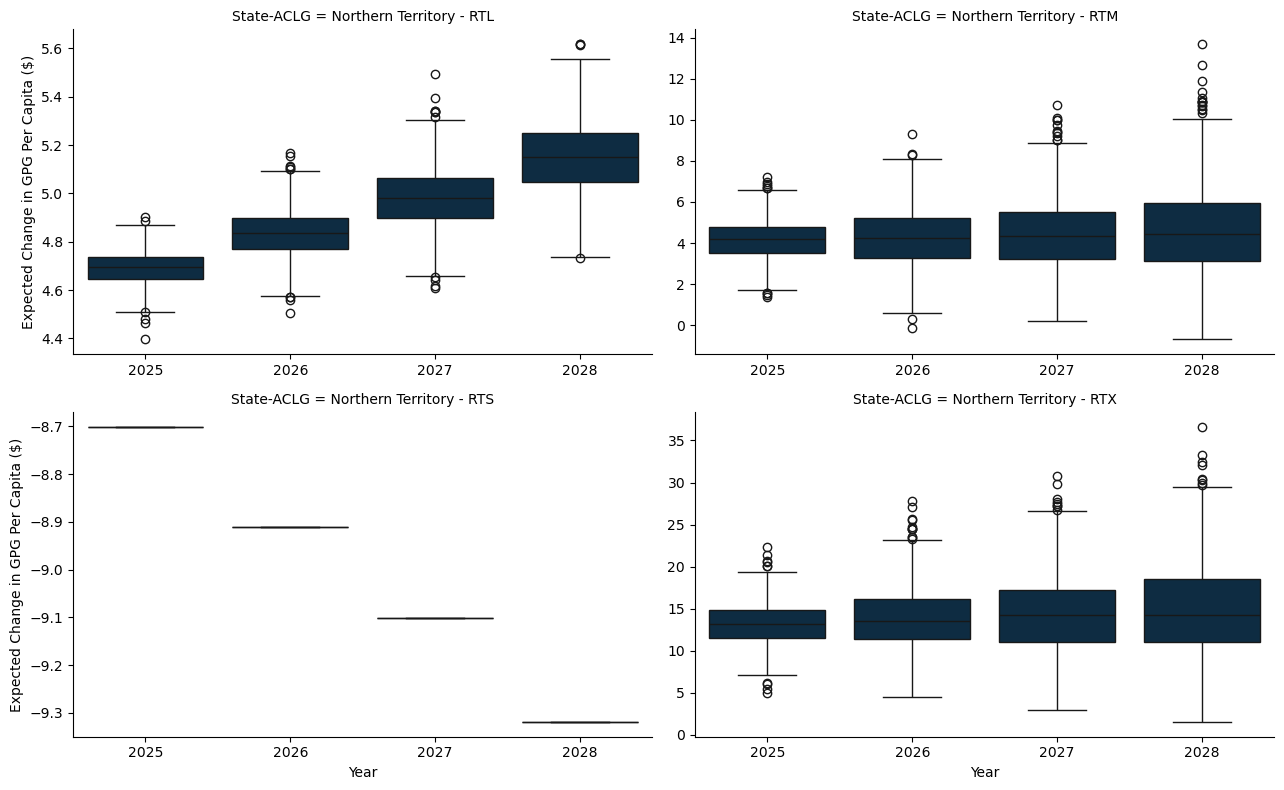 State-ACLG = Northern Territory - RTL
Expected Change in GPG Per Capita ($)
5.6
5.4
5.2
5.0
4.8
4.6
4.4
2025 2026 2027 2028
State-ACLG = Northern Territory - RTM
14
12
10
8
6
4
2
0
2025 2026 2027 2028
State-ACLG = Northern Territory - RTS
Expected Change in GPG Per Capita ($)
−8.7
−8.8
−8.9
−9.0
−9.1
−9.2
−9.3
2025 2026 2027 2028
Year
State-ACLG = Northern Territory - RTX
35
30
25
20
15
10
5
0
2025 2026 2027 2028
Year